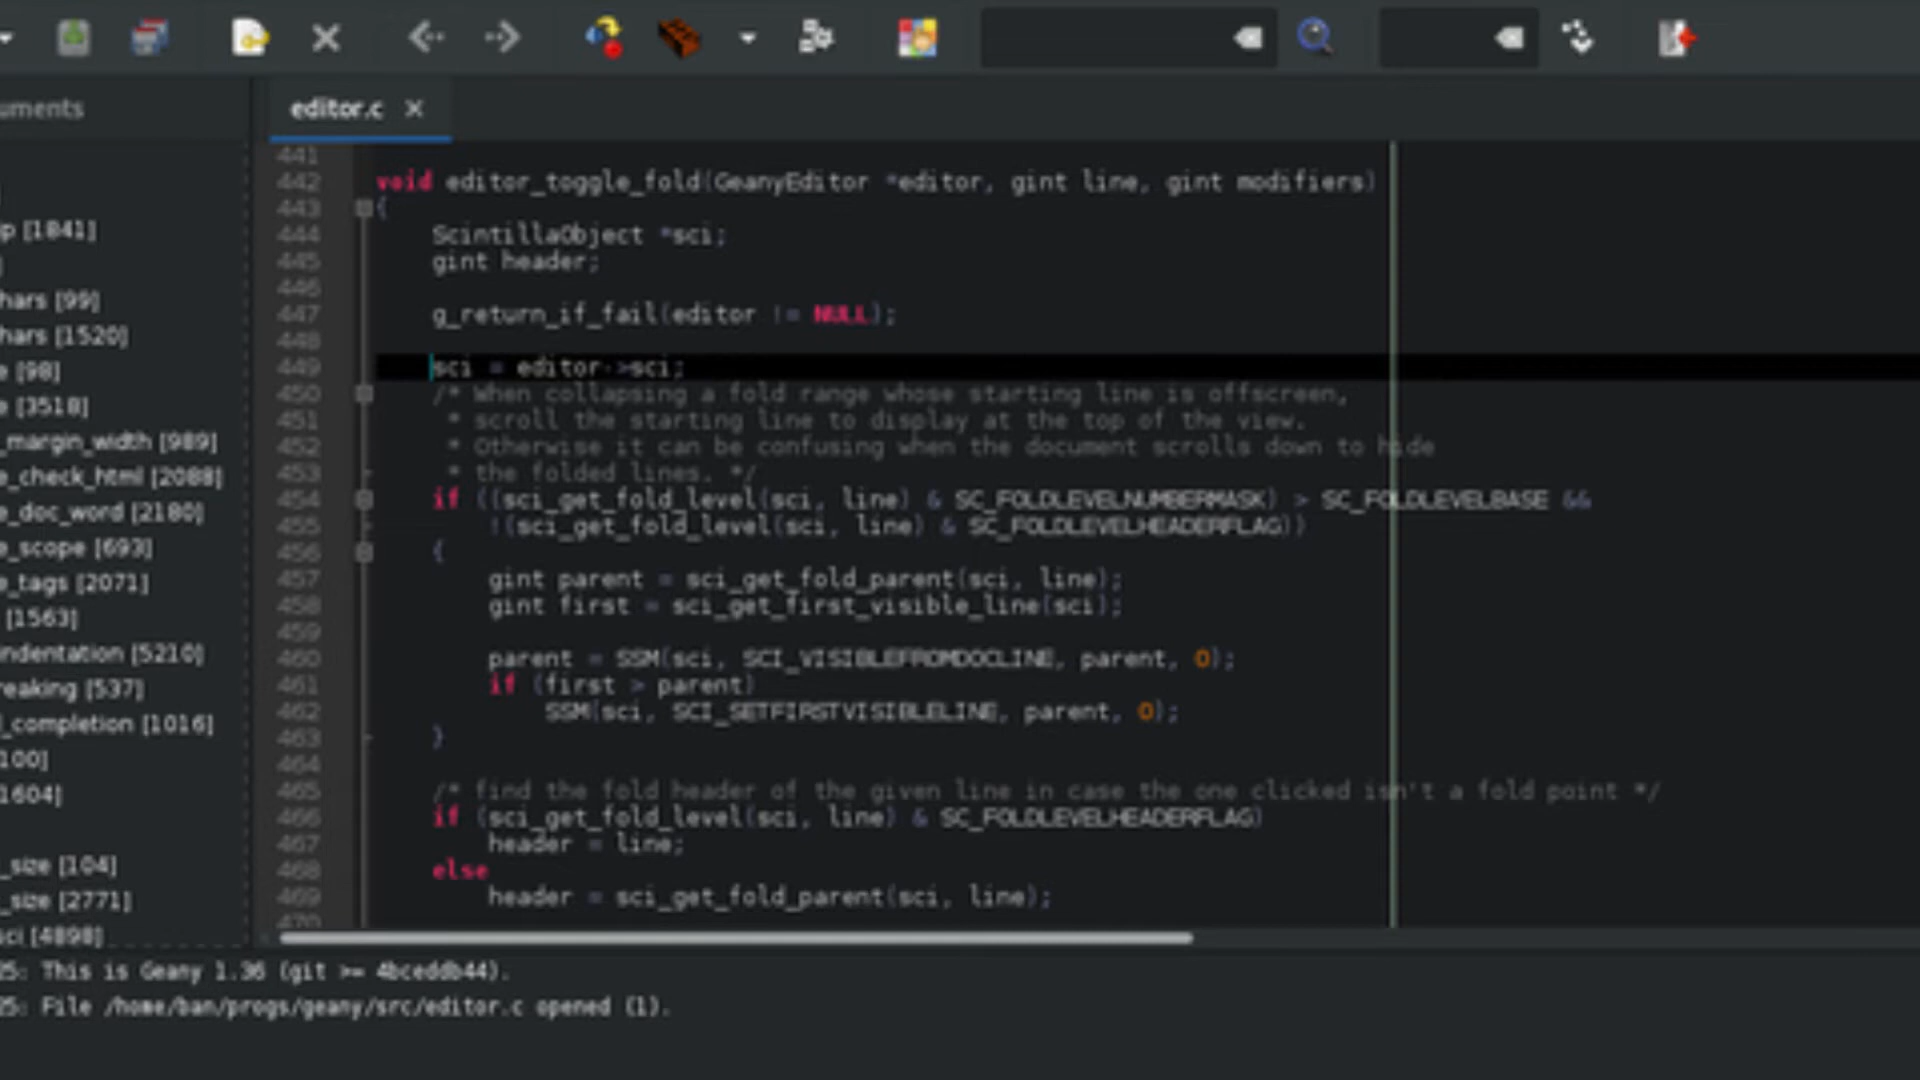 uments
editor.c
p [1841]
hars [99]
hars [1520]
e [98]
e [3518]
_margin_width [989]
e_check_html [2088]
e_doc_word [2180]
e_scope [693]
e_tags [2071]
[1563]
indentation [5210]
reaking [537]
l_completion [1016]
100]
1604]
_size [104]
_size [2771]
sci [4898]
441
442 void editor_toggle_fold(GeanyEditor *editor, gint line, gint modifiers)
443 {
444 ScintillaObject *sci;
445 gint header;
446
447 g_return_if_fail(editor != NULL);
448
449 sci = editor->sci;
450 /* When collapsing a fold range whose starting line is offscreen,
451 * scroll the starting line to display at the top of the view.
452 * Otherwise it can be confusing when the document scrolls down to hide
453 * the folded lines. */
454 if ((sci_get_fold_level(sci, line) & SC_FOLDLEVELNUMBERMASK) > SC_FOLDLEVELBASE &&
455 !(sci_get_fold_level(sci, line) & SC_FOLDLEVELHEADERFLAG))
456 {
457 gint parent = sci_get_fold_parent(sci, line);
458 gint first = sci_get_first_visible_line(sci);
459
460 parent = SSM(sci, SCI_VISIBLEFROMDOCLINE, parent, 0);
461 if (first > parent)
462 SSM(sci, SCI_SETFIRSTVISIBLELINE, parent, 0);
463 }
464
465 /* find the fold header of the given line in case the one clicked isn't a fold point */
466 if (sci_get_fold_level(sci, line) & SC_FOLDLEVELHEADERFLAG)
467 header = line;
468 else
469 header = sci_get_fold_parent(sci, line);
470
25: This is Geany 1.36 (git >= 4bceddb44).
25: File /home/ban/progs/geany/src/editor.c opened (1).